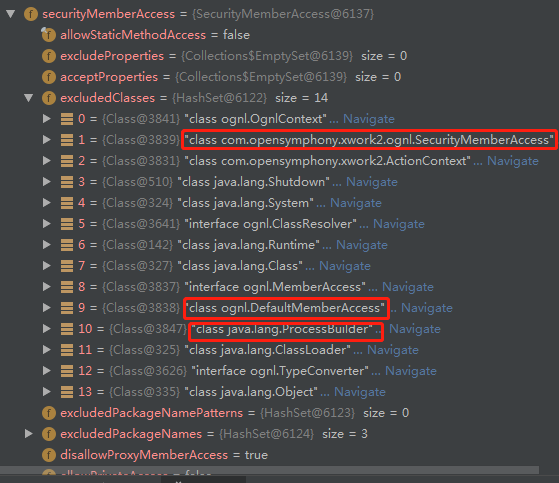 securityMemberAccess = {SecurityMemberAccess@6137}
allowStaticMethodAccess = false
excludeProperties = {Collections$EmptySet@6139} size = 0
acceptProperties = {Collections$EmptySet@6139} size = 0
excludedClasses = {HashSet@6122} size = 14
0 = {Class@3841} "class ognl.OgnlContext"... Navigate
1 = {Class@3839} "class com.opensymphony.xwork2.ognl.SecurityMemberAccess"
2 = {Class@3831} "class com.opensymphony.xwork2.ActionContext"... Navigate
3 = {Class@510} "class java.lang.Shutdown"... Navigate
4 = {Class@324} "class java.lang.System"... Navigate
5 = {Class@3641} "interface ognl.ClassResolver"... Navigate
6 = {Class@142} "class java.lang.Runtime"... Navigate
7 = {Class@327} "class java.lang.Class"... Navigate
8 = {Class@3837} "interface ognl.MemberAccess"... Navigate
9 = {Class@3838} "class ognl.DefaultMemberAccess"... Navigate
10 = {Class@3847} "class java.lang.ProcessBuilder"... Navigate
11 = {Class@325} "class java.lang.ClassLoader"... Navigate
12 = {Class@3626} "interface ognl.TypeConverter"... Navigate
13 = {Class@335} "class java.lang.Object"... Navigate
excludedPackageNamePatterns = {HashSet@6123} size = 0
excludedPackageNames = {HashSet@6124} size = 3
disallowProxyMemberAccess = true
allowPrivateAccess = false